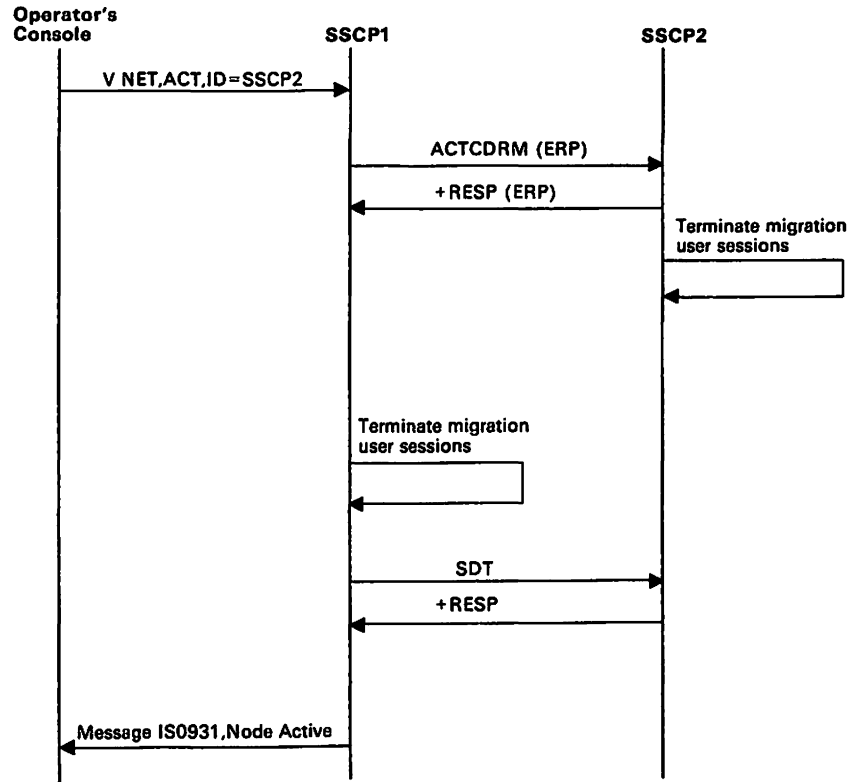 Operator's
Console
SSCP1
SSCP2
V NET,ACT,ID=SSCP2
ACTCDRM (ERP)
+RESP (ERP)
Terminate migration
user sessions
Terminate migration
user sessions
SDT
+RESP
Message IS0931,Node Active